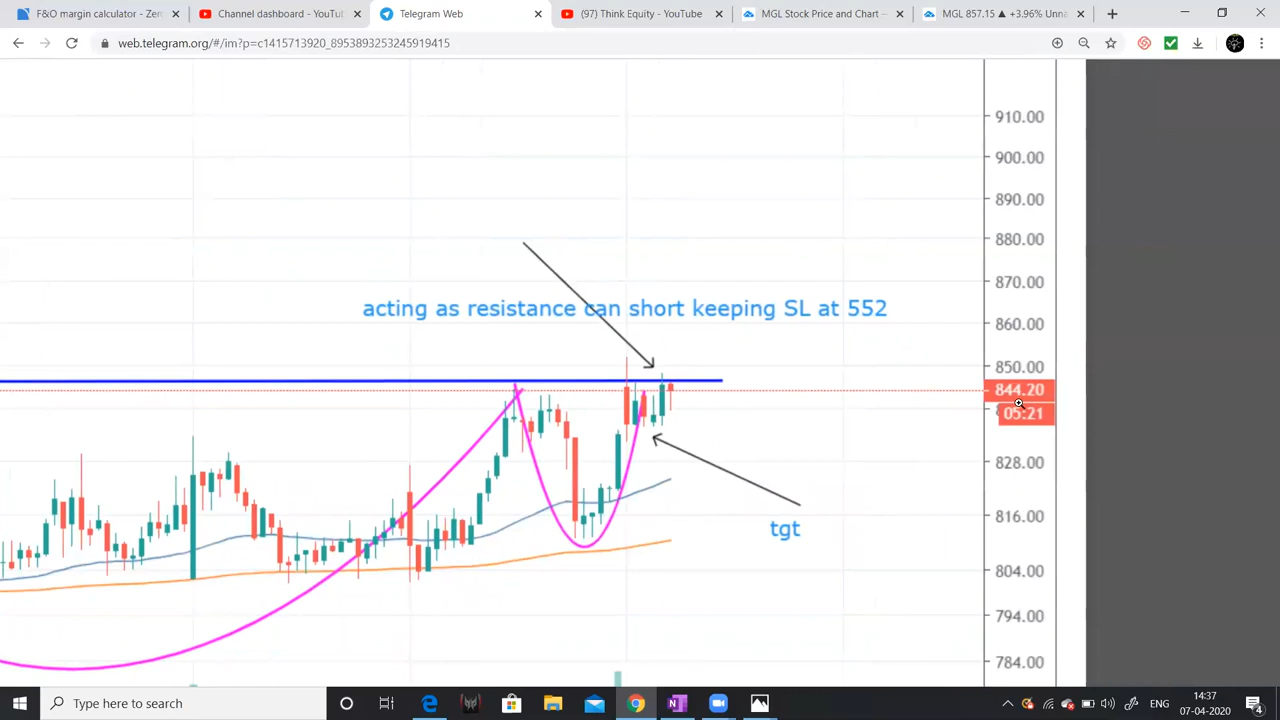 F&O margin calculator - Zero
Channel dashboard - YouTu
Telegram Web
(97) Think Equity - YouTube
MGL Stock Price and Chart —
MGL 857.15 ▲ +3.96% Unna
web.telegram.org/#/im?p=c1415713920_8953893253245919415
910.00
900.00
890.00
880.00
870.00
acting as resistance can short keeping SL at 552
860.00
850.00
844.20
05:21
828.00
816.00
tgt
804.00
794.00
784.00
Type here to search
ENG
14:37
07-04-2020
4